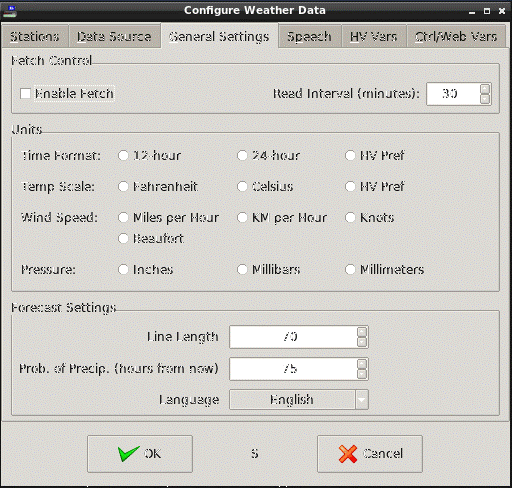 Configure Weather Data
Stations Data Source General Settings Speech HV Vers Ctrl/Web Vers
Fetch Control
Enable Fetch Read Interval (minutes): 30
Units
Time Format: 12-hour 24-hour HV Pref
Temp Scale: Fahrenheit Celsius HV Pref
Wind Speed: Miles per Hour KM per Hour Knots
Beaufort
Pressure: Inches Millibars Millimeters
Forecast Settings
Line Length 70
Prob. of Precip. (hours from now) 75
Language English
OK S Cancel